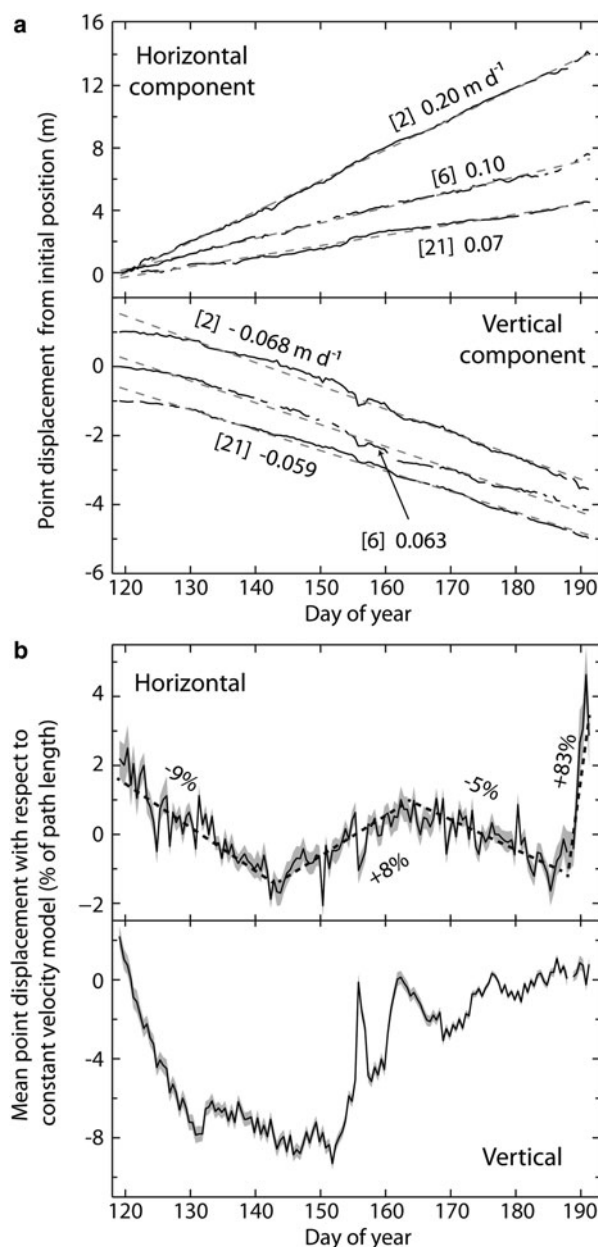 a
Horizontal
component
[2] 0.20 m d⁻¹
[6] 0.10
[21] 0.07
16
12
8
4
0
Vertical
component
[2] - 0.068 m d⁻¹
[21] -0.059
[6] 0.063
0
-2
-4
-6
120 130 140 150 160 170 180 190
Day of year
Point displacement from initial position (m)
b
Horizontal
-9%
+8%
-5%
+83%
4
2
0
-2
Vertical
0
-4
-8
120 130 140 150 160 170 180 190
Day of year
Mean point displacement with respect to
constant velocity model (% of path length)